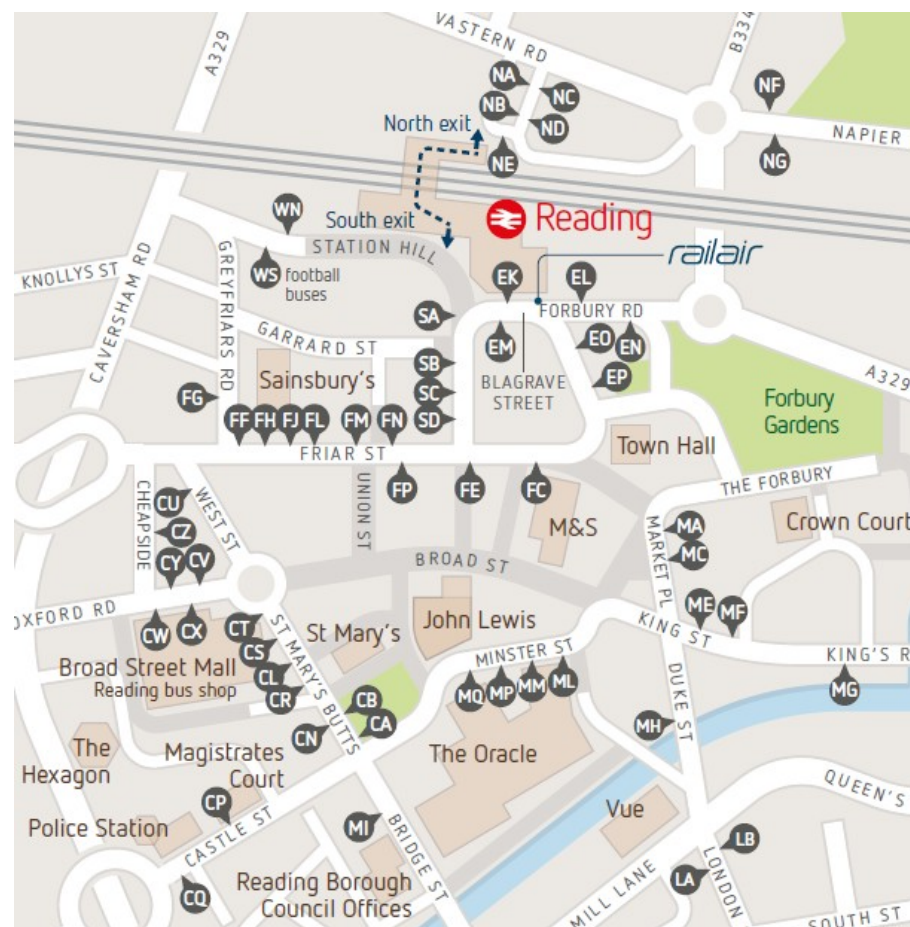 VASTERN RD
A329
B334
NA
NF
NB
NC
North exit
ND
NAPIER
NE
NG
WN
South exit
Reading
STATION HILL
railair
KNOLLYS ST
WS
football
buses
GREYFRIARS RD
EK
EL
SA
FORBURY RD
CAVERSHAM RD
GARRARD ST
EM
EO
EN
SB
BLAGRAVE
STREET
EP
A329
Sainsbury's
SC
FG
Forbury
Gardens
FF
FH
FJ
FL
FM
FN
SD
Town Hall
FRIAR ST
THE FORBURY
FP
FE
FC
CHEAPSIDE
CU
WEST ST
UNION ST
M&S
MARKET PL
MA
Crown Court
CZ
MC
CY
CV
BROAD ST
OXFORD RD
ME
MF
CW
CX
CT
John Lewis
KING ST
St Mary's
CS
MINSTER ST
KING'S R
Broad Street Mall
Reading bus shop
CL
ST MARY'S BUTTS
CR
MQ
MP
MM
ML
MG
CB
DUKE ST
CA
CN
MH
The
Hexagon
Magistrates
Court
The Oracle
QUEEN'S
CP
Vue
Police Station
CASTLE ST
MI
BRIDGE ST
LB
CQ
LA
Reading Borough
Council Offices
MILL LANE
LONDON
SOUTH ST